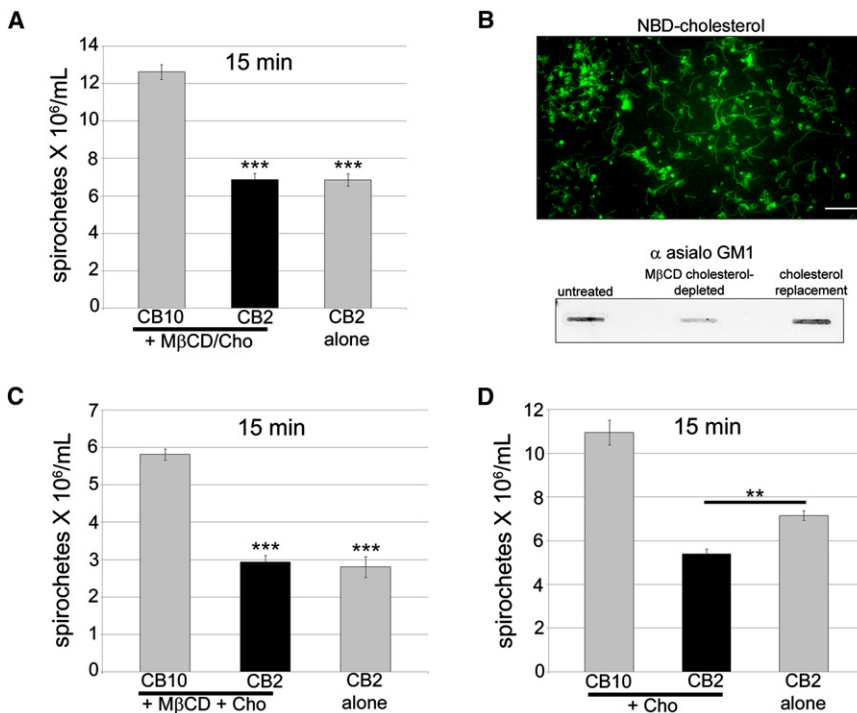 A
15 min
spirochetes X 10⁶/mL
14
12
10
8
6
4
2
0
***
***
CB10
CB2
CB2
+ MβCD/Cho
alone
B
NBD-cholesterol
α asialo GM1
untreated
MβCD cholesterol-
depleted
cholesterol
replacement
C
15 min
spirochetes X 10⁶/mL
7
6
5
4
3
2
1
0
***
***
CB10
CB2
CB2
+ MβCD + Cho
alone
D
15 min
spirochetes X 10⁶/mL
12
10
8
6
4
2
0
**
CB10
CB2
CB2
+ Cho
alone